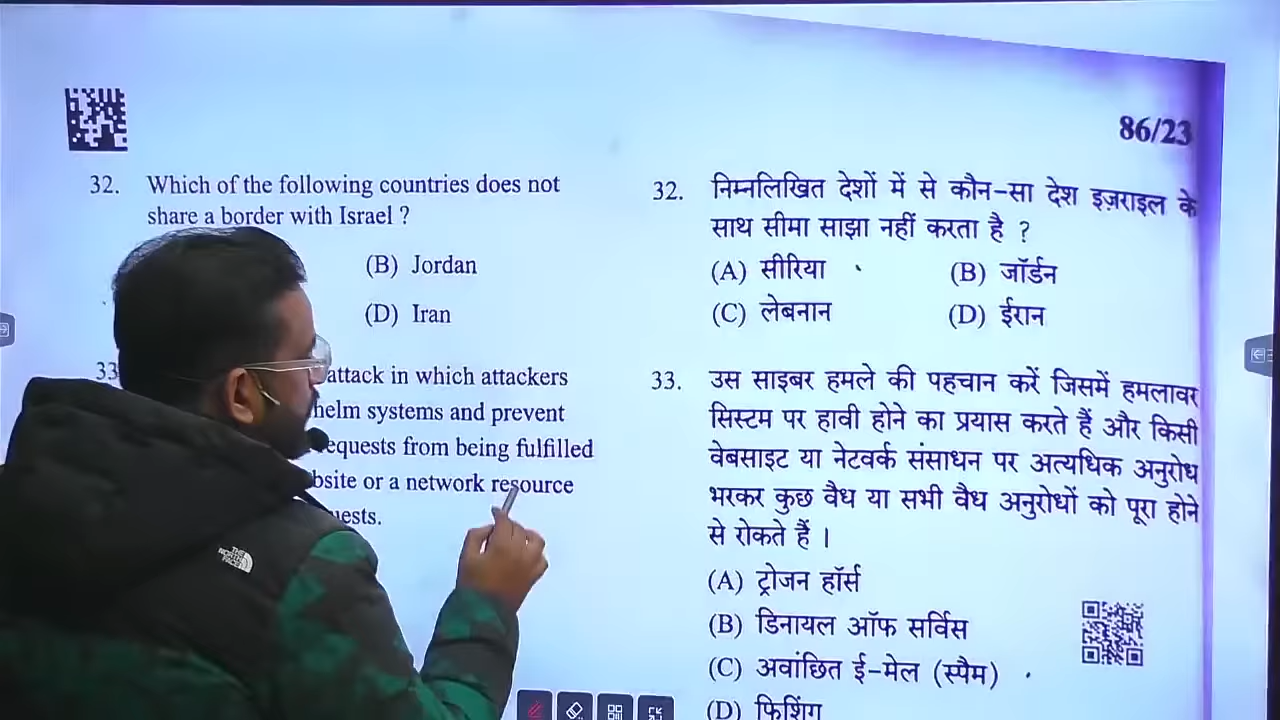 86/23
32. Which of the following countries does not
share a border with Israel ?
(B) Jordan
(D) Iran
33
attack in which attackers
helm systems and prevent
equests from being fulfilled
bsite or a network resource
uests.
32. निम्नलिखित देशों में से कौन-सा देश इज़राइल के
साथ सीमा साझा नहीं करता है ?
(A) सीरिया (B) जॉर्डन
(C) लेबनान (D) ईरान
33. उस साइबर हमले की पहचान करें जिसमें हमलावर
सिस्टम पर हावी होने का प्रयास करते हैं और किसी
वेबसाइट या नेटवर्क संसाधन पर अत्यधिक अनुरोध
भरकर कुछ वैध या सभी वैध अनुरोधों को पूरा होने
से रोकते हैं ।
(A) ट्रोजन हॉर्स
(B) डिनायल ऑफ सर्विस
(C) अवांछित ई-मेल (स्पैम)
(D) फिशिंग
THE
NORTH
FACE